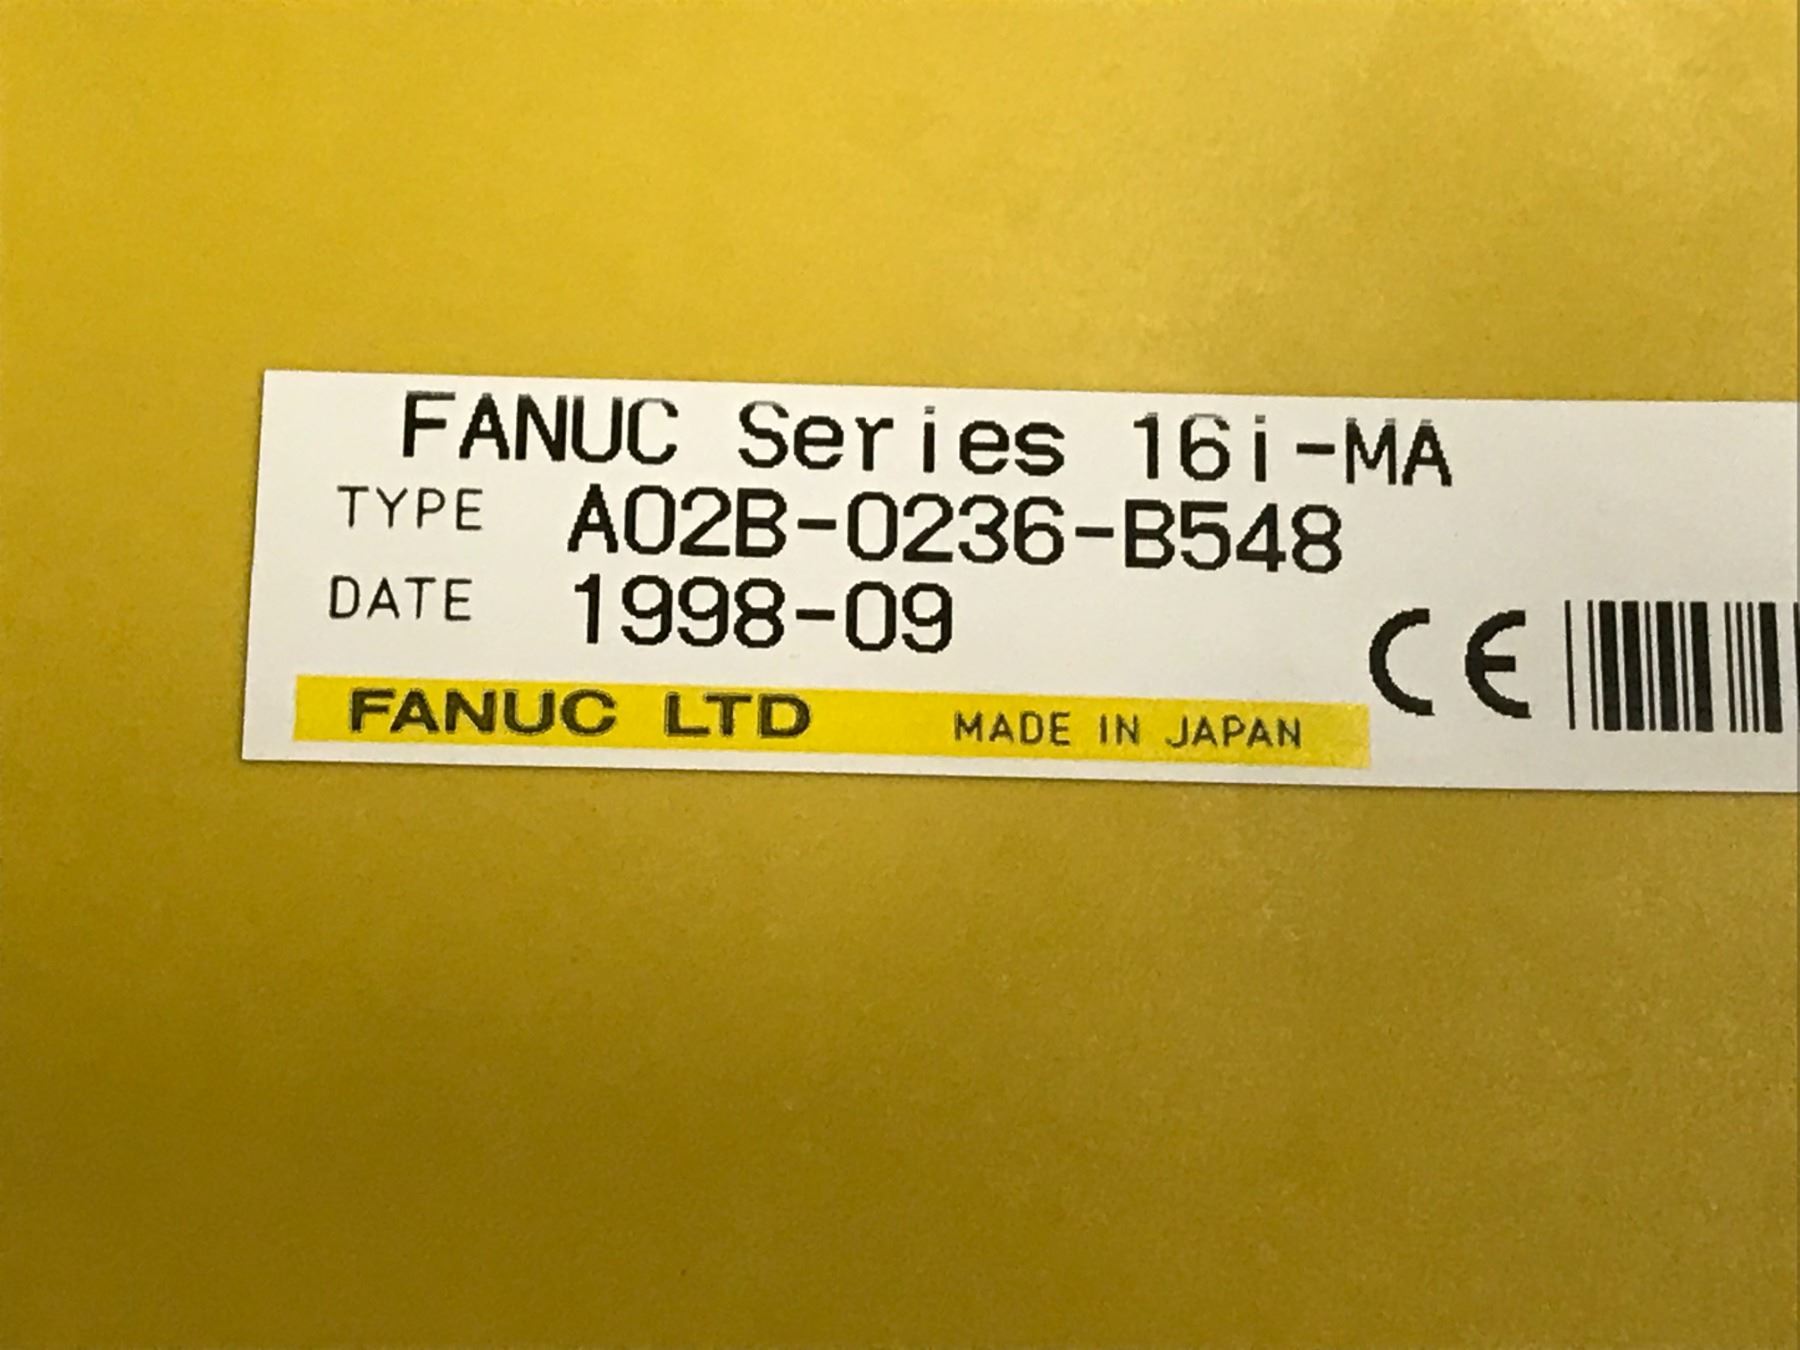 FANUC Series 16i-MA
TYPE A02B-0236-B548
DATE 1998-09
CE
FANUC LTD MADE IN JAPAN